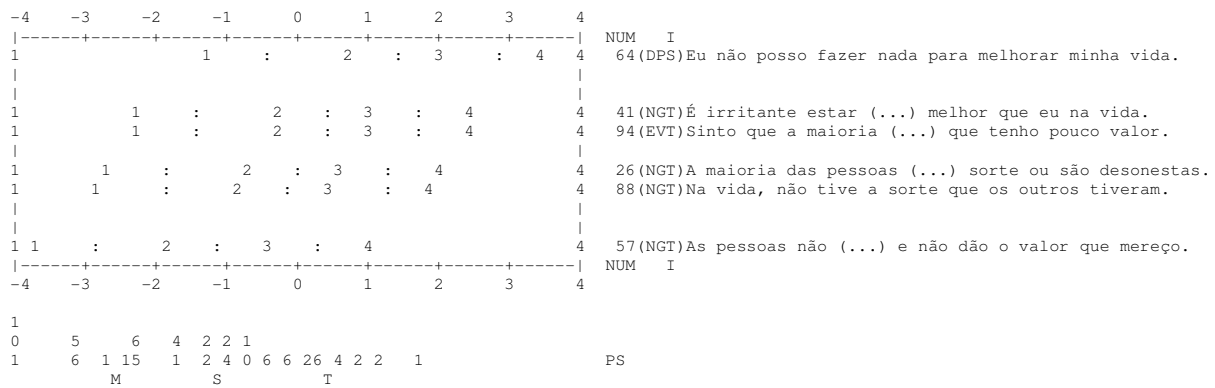 -4 -3 -2 -1 0 1 2 3 4
|------+------+------+------+------+------+------+------| NUM I
1 1 : 2 : 3 : 4 4 64(DPS)Eu não posso fazer nada para melhorar minha vida.
| |
| |
1 1 : 2 : 3 : 4 4 41(NGT)É irritante estar (...) melhor que eu na vida.
1 1 : 2 : 3 : 4 4 94(EVT)Sinto que a maioria (...) que tenho pouco valor.
| |
1 1 : 2 : 3 : 4 4 26(NGT)A maioria das pessoas (...) sorte ou são desonestas.
1 1 : 2 : 3 : 4 4 88(NGT)Na vida, não tive a sorte que os outros tiveram.
| |
| |
1 1 : 2 : 3 : 4 4 57(NGT)As pessoas não (...) e não dão o valor que mereço.
|------+------+------+------+------+------+------+------| NUM I
-4 -3 -2 -1 0 1 2 3 4
1
0 5 6 4 2 2 1
1 6 1 15 1 2 4 0 6 6 26 4 2 2 1 PS
M S T